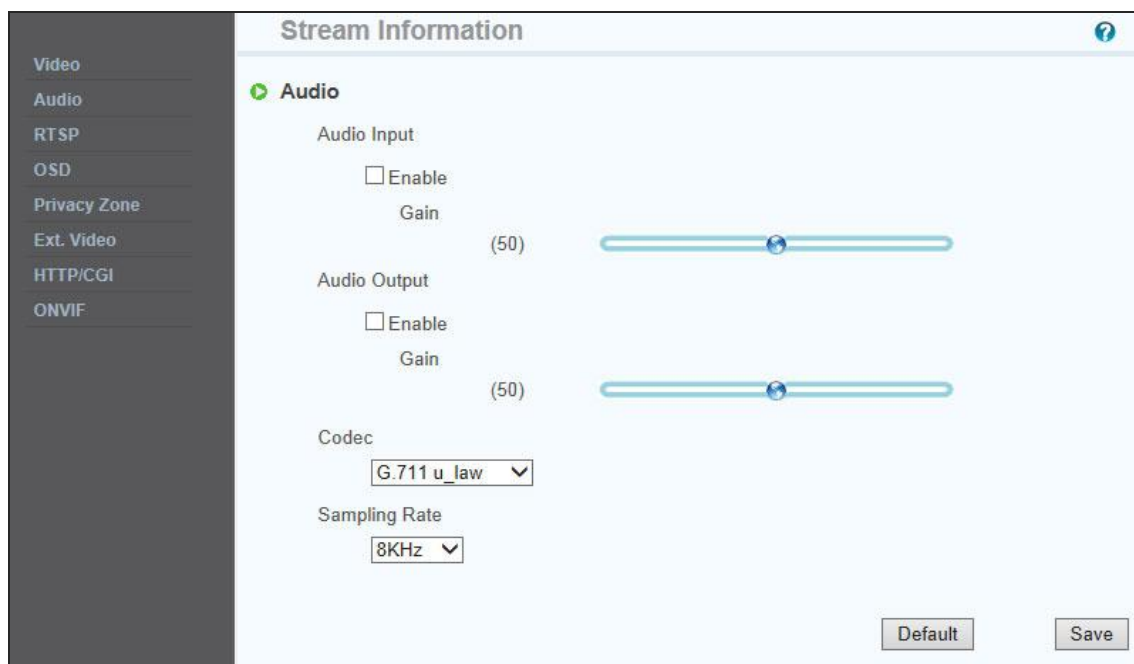 Stream Information
?
Video
Audio
RTSP
OSD
Privacy Zone
Ext. Video
HTTP/CGI
ONVIF
Audio
Audio Input
Enable
Gain
(50)
Audio Output
Enable
Gain
(50)
Codec
G.711 u_law
Sampling Rate
8KHz
Default Save